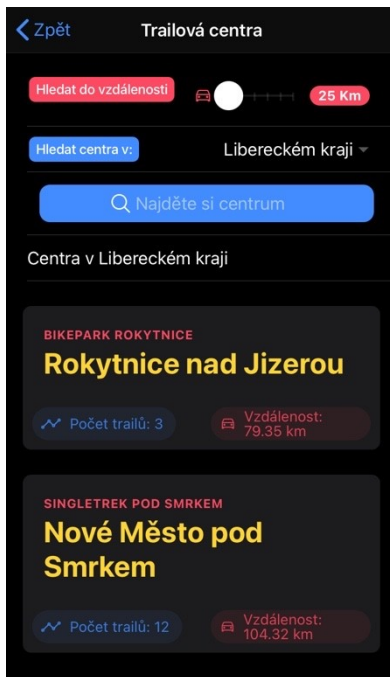 Zpět
Trailová centra
Hledat do vzdálenosti
25 Km
Hledat centra v:
Libereckém kraji
Najděte si centrum
Centra v Libereckém kraji
BIKEPARK ROKYTNICE
Rokytnice nad Jizerou
Počet trailů: 3
Vzdálenost:
79.35 km
SINGLETREK POD SMRKEM
Nové Město pod
Smrkem
Počet trailů: 12
Vzdálenost:
104.32 km